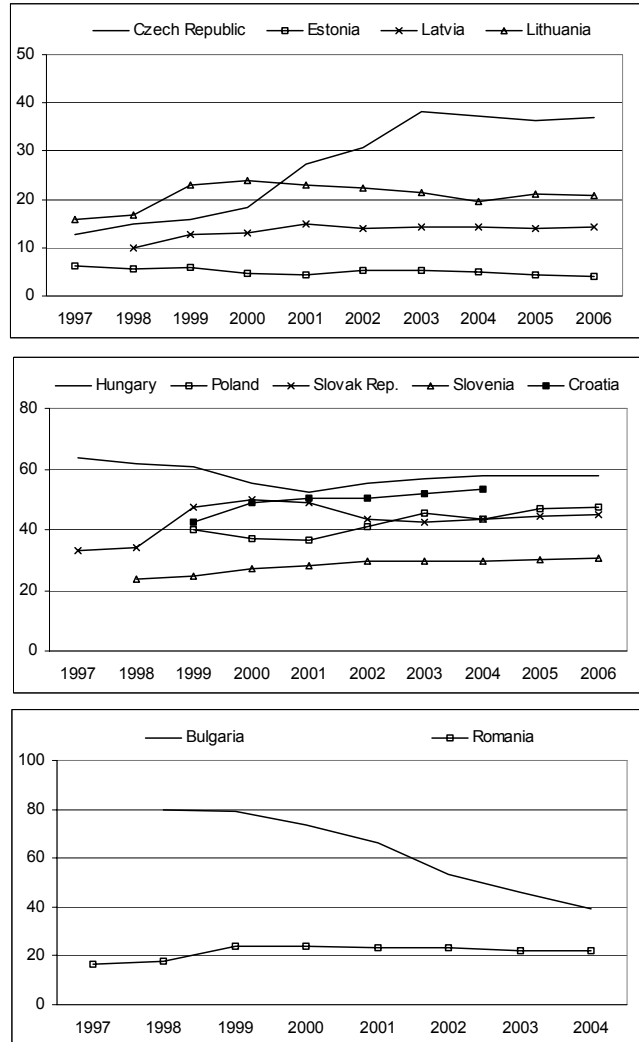 Czech Republic Estonia Latvia Lithuania
50
40
30
20
10
0
1997 1998 1999 2000 2001 2002 2003 2004 2005 2006
Hungary Poland Slovak Rep. Slovenia Croatia
80
60
40
20
0
1997 1998 1999 2000 2001 2002 2003 2004 2005 2006
Bulgaria Romania
100
80
60
40
20
0
1997 1998 1999 2000 2001 2002 2003 2004